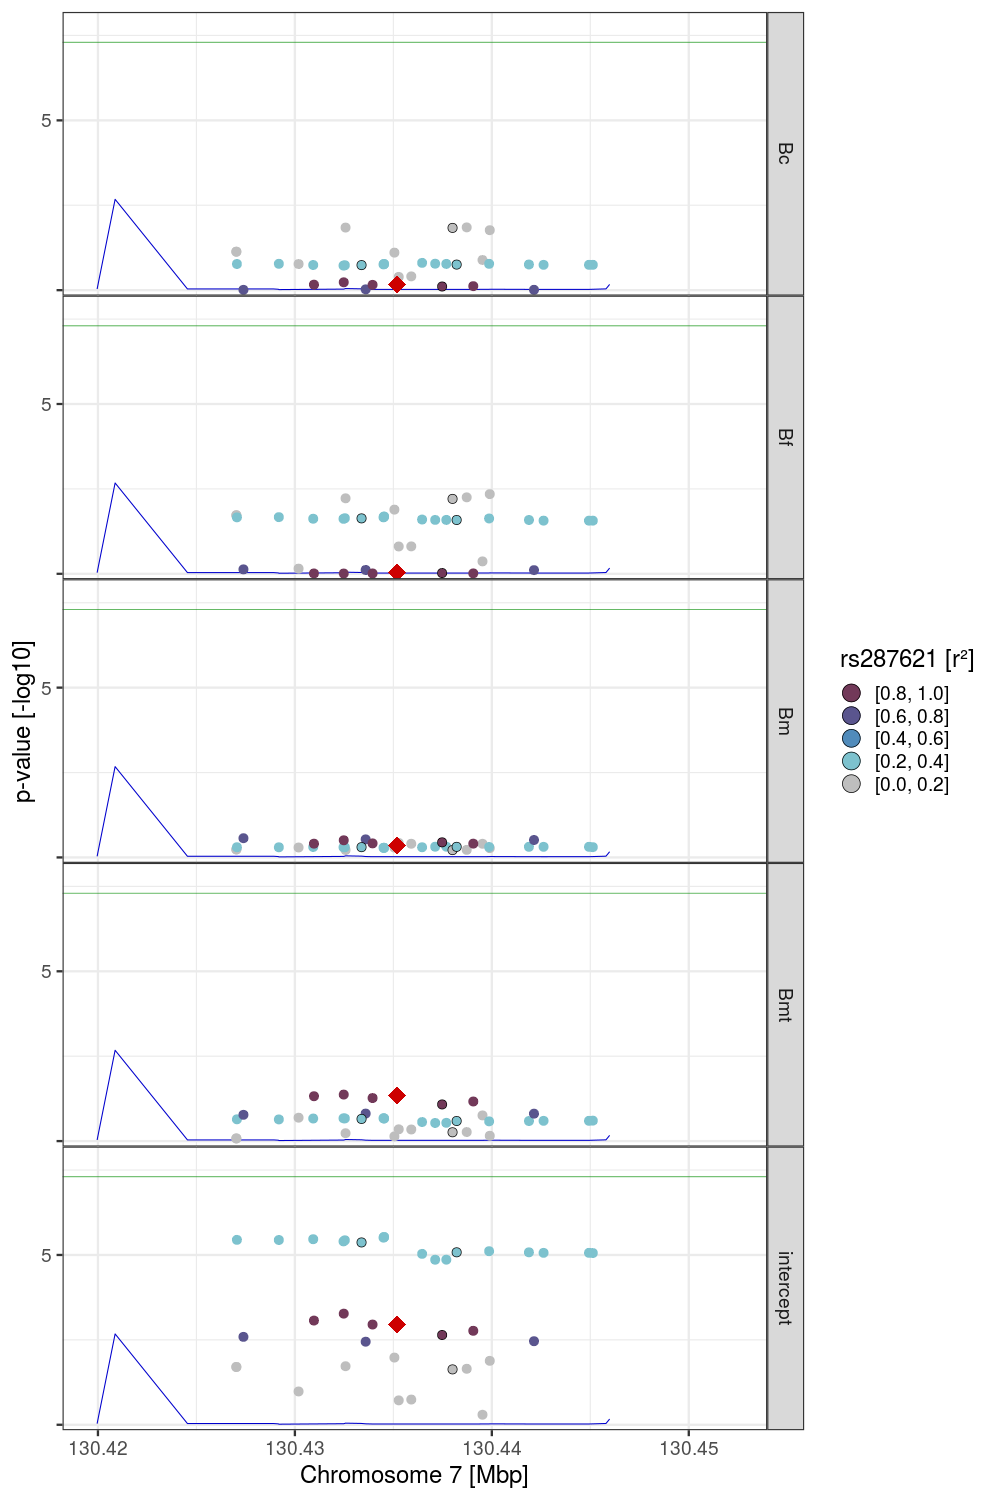 5
Bc
5
Bf
5
Bm
5
Bmt
5
intercept
p-value [-log10]
130.42
130.43
130.44
130.45
Chromosome 7 [Mbp]
rs287621 [r²]
[0.8, 1.0]
[0.6, 0.8]
[0.4, 0.6]
[0.2, 0.4]
[0.0, 0.2]